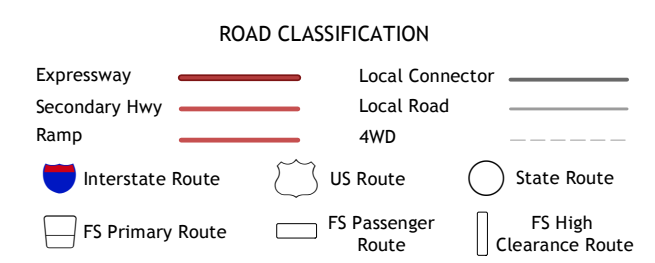 ROAD CLASSIFICATION
Expressway
Local Connector
Secondary Hwy
Local Road
Ramp
4WD
Interstate Route
US Route
State Route
FS Primary Route
FS Passenger
Route
FS High
Clearance Route